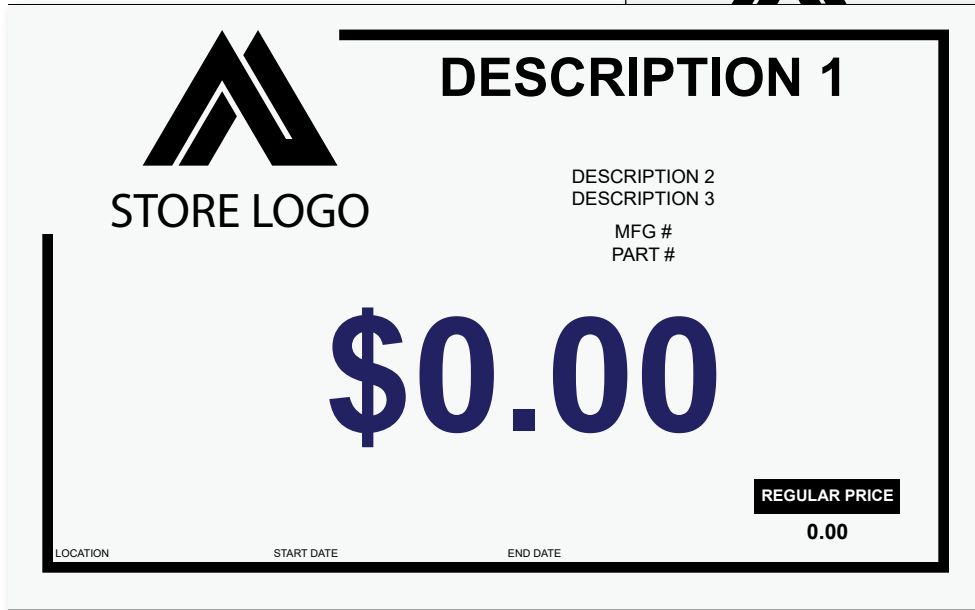 DESCRIPTION 1
STORE LOGO
DESCRIPTION 2
DESCRIPTION 3
MFG #
PART #
$0.00
REGULAR PRICE
0.00
LOCATION
START DATE
END DATE